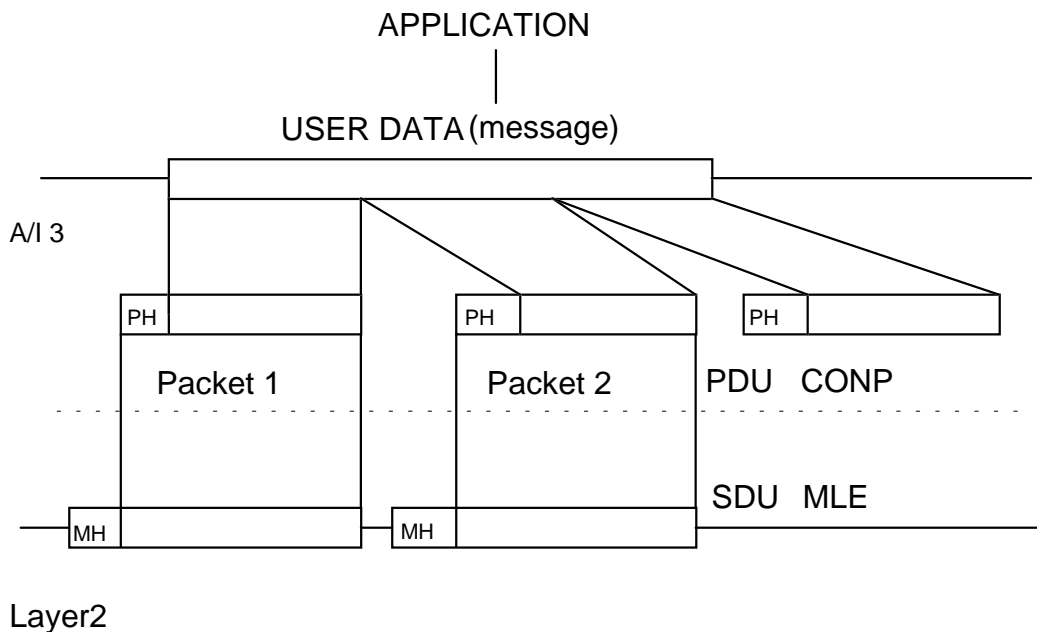 APPLICATION
USER DATA (message)
A/I 3
PH PH PH
Packet 1 Packet 2 PDU CONP
SDU MLE
MH MH
Layer2